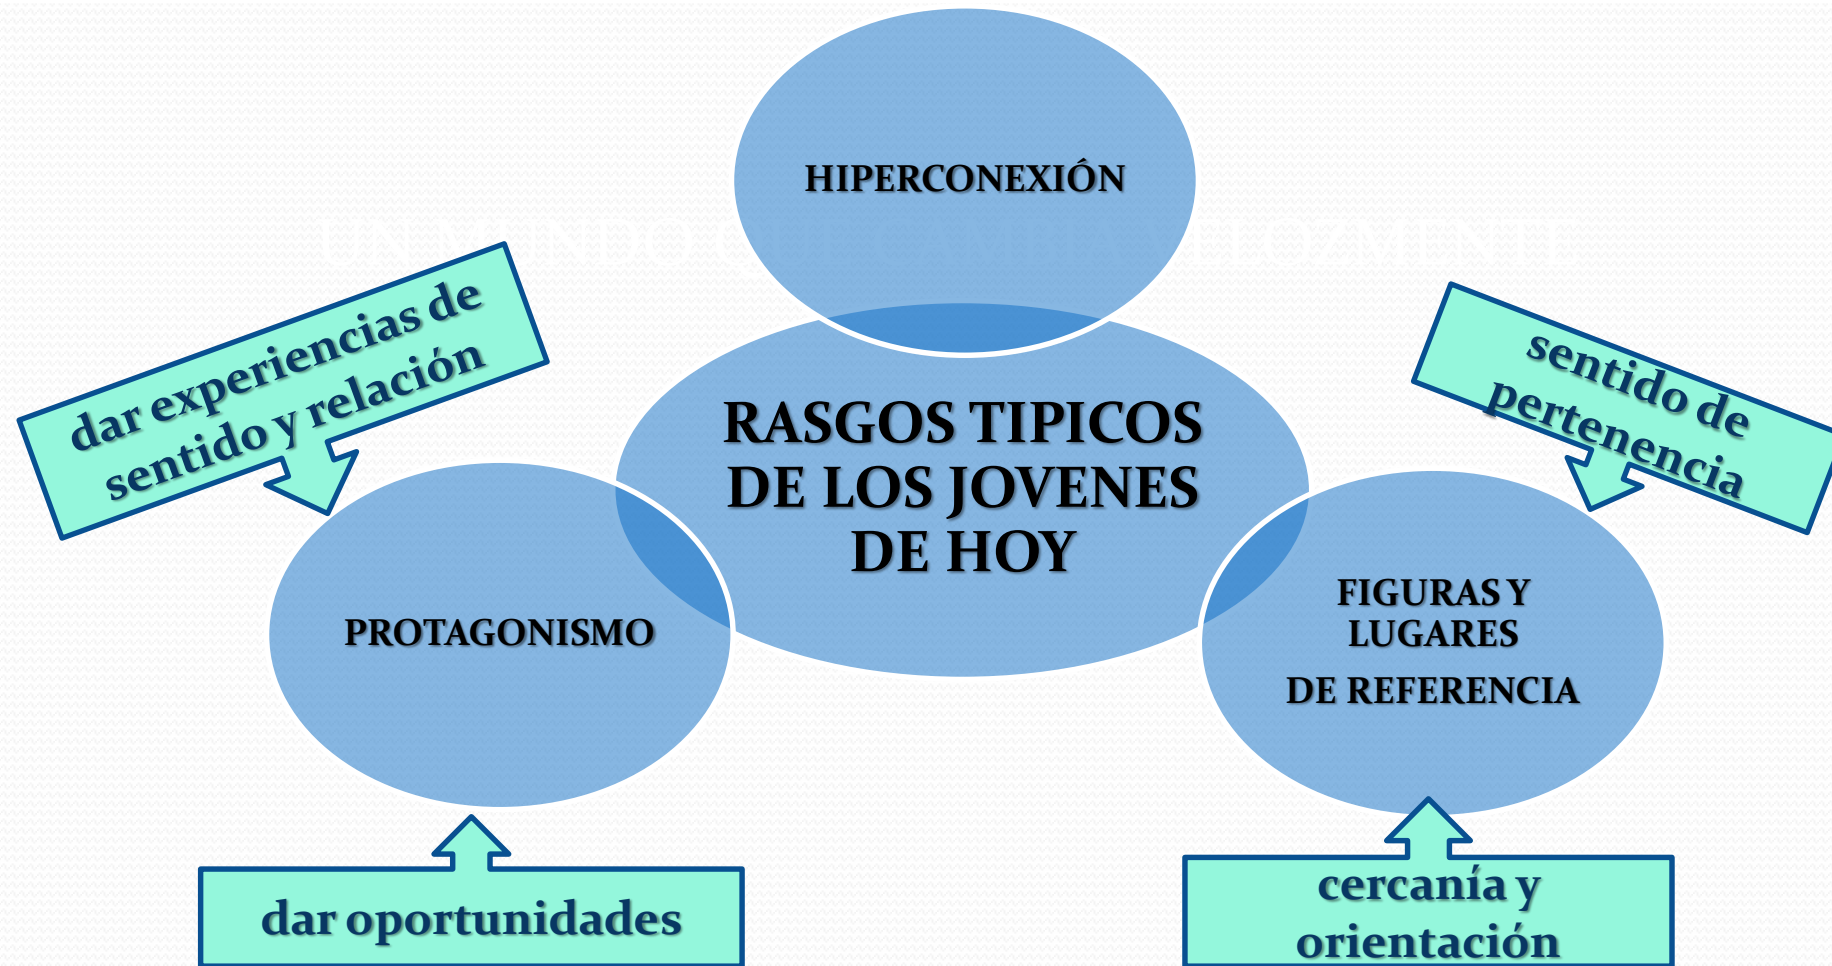 HIPERCONEXIÓN
dar experiencias de
sentido y relación
sentido de
pertenencia
RASGOS TIPICOS
DE LOS JOVENES
DE HOY
PROTAGONISMO
FIGURAS Y
LUGARES
DE REFERENCIA
dar oportunidades
cercanía y
orientación